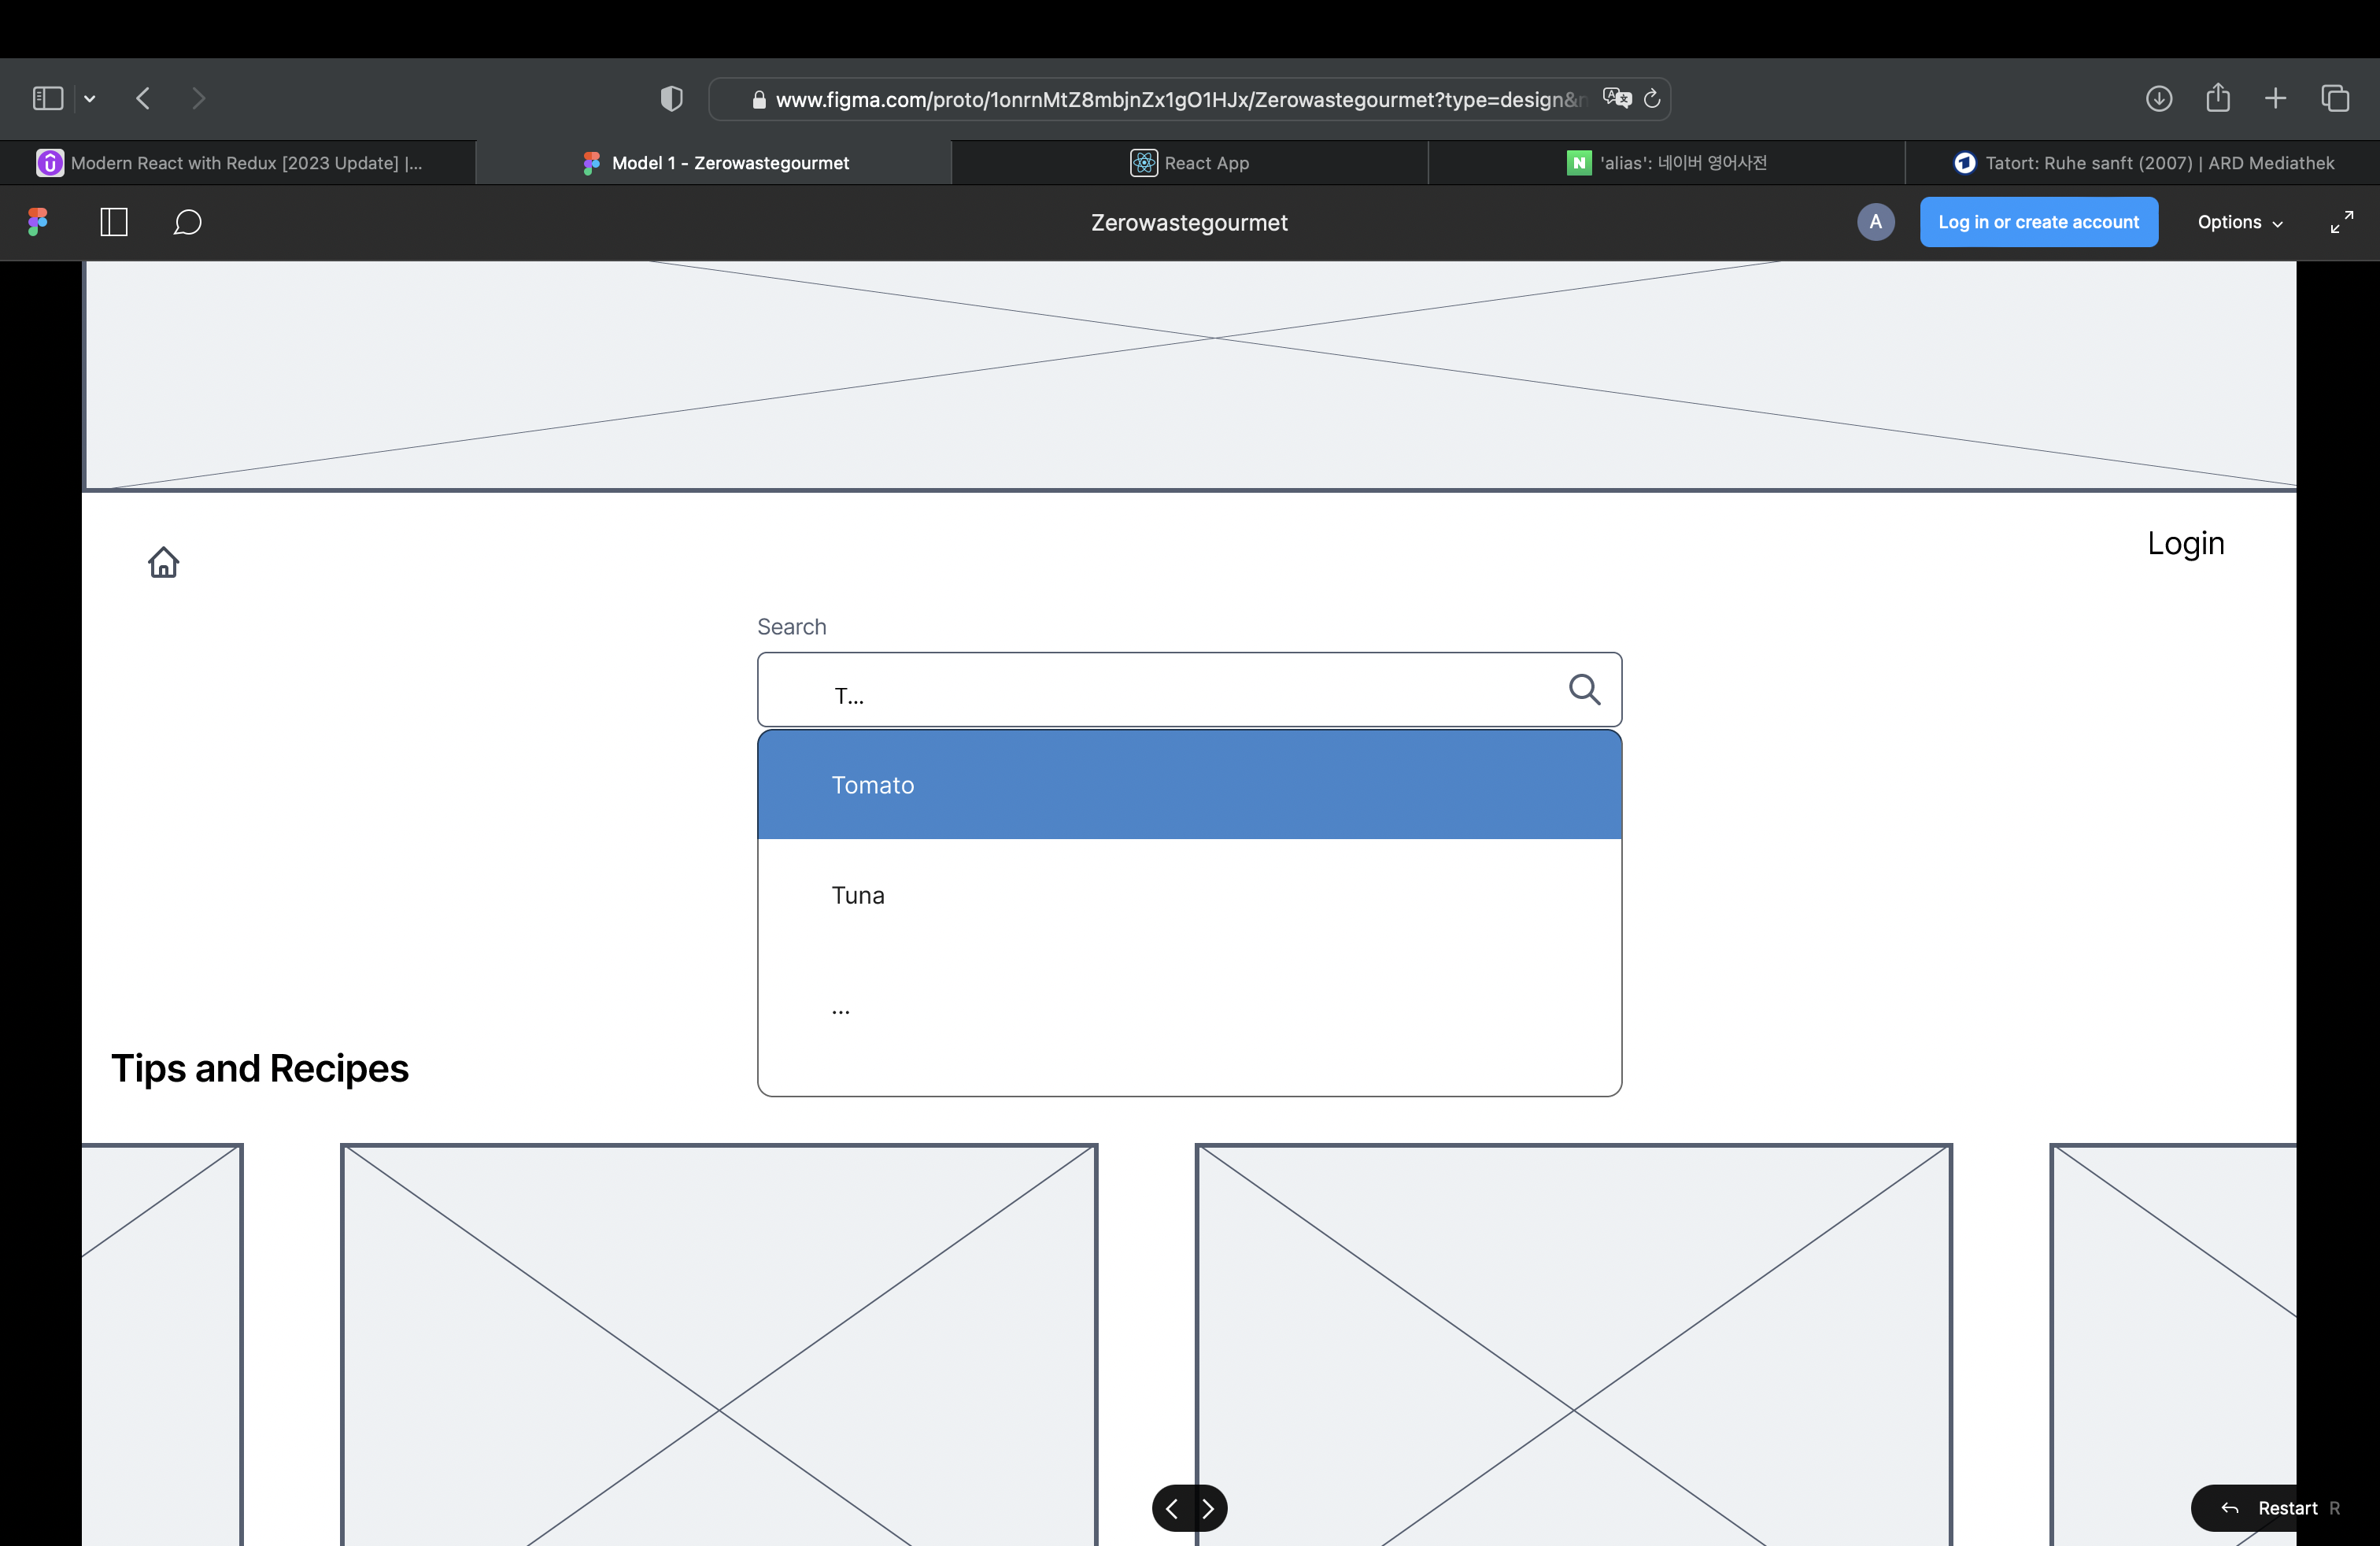 www.figma.com/proto/1onrnMtZ8mbjnZx1gO1HJx/Zerowastegourmet?type=design&
Modern React with Redux [2023 Update] |...
Model 1 - Zerowastegourmet
React App
'alias': 네이버 영어사전
Tatort: Ruhe sanft (2007) | ARD Mediathek
Zerowastegourmet
A
Log in or create account
Options
Login
Search
T...
Tomato
Tuna
...
Tips and Recipes
Restart R